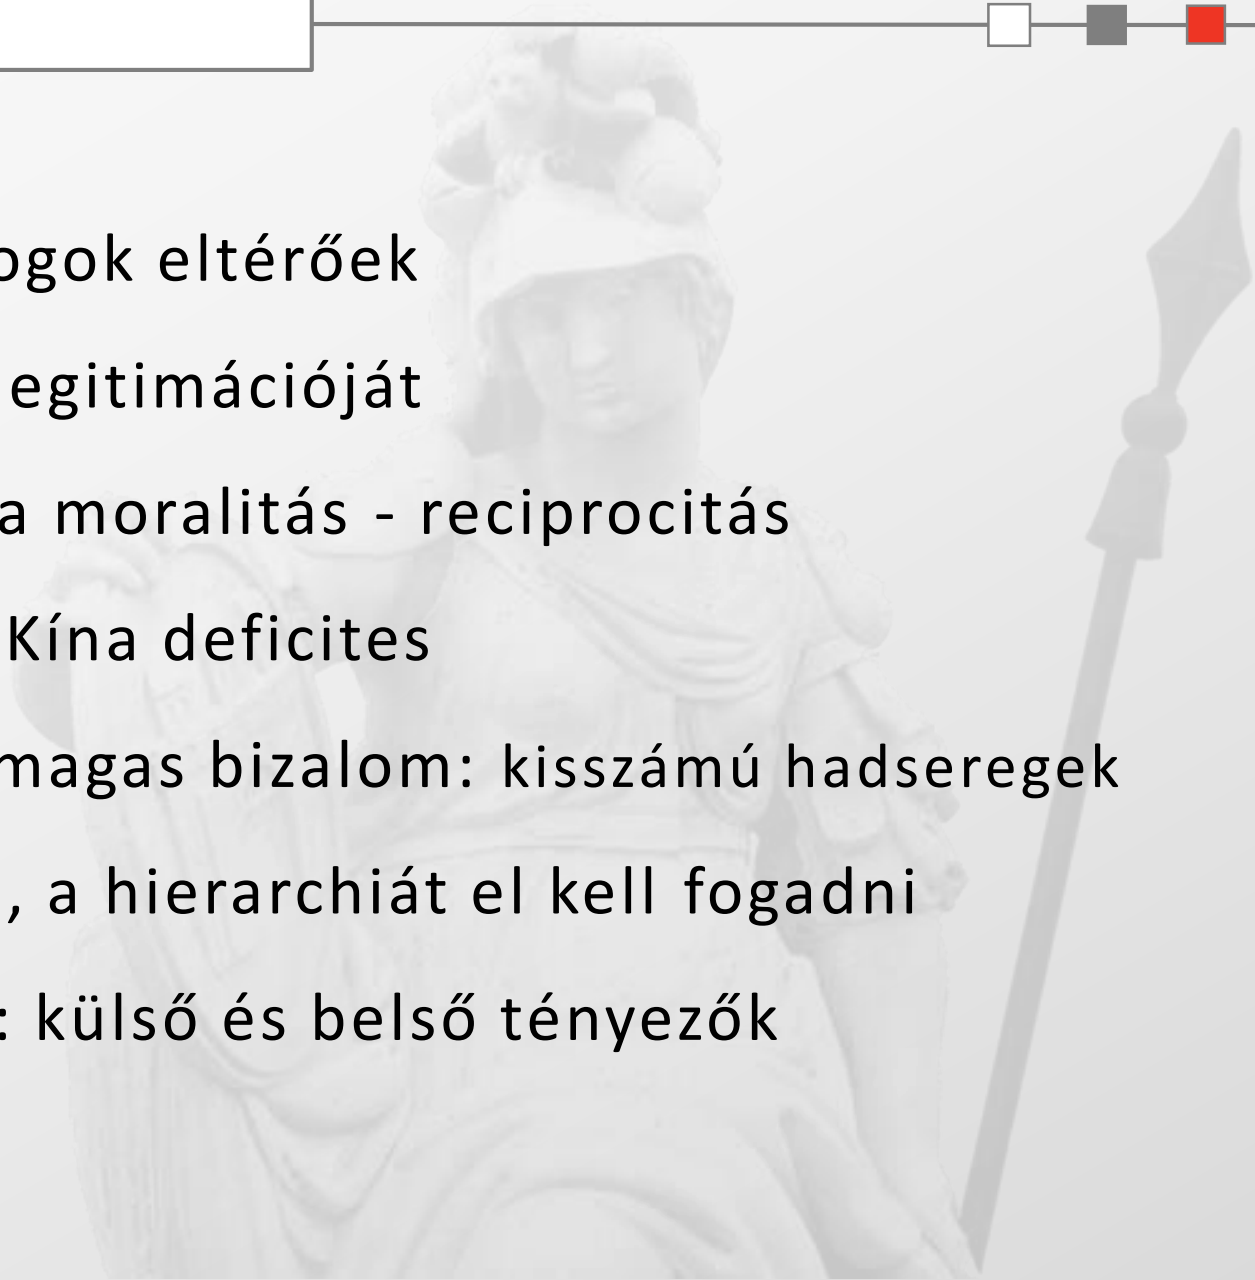 ogok eltérőek
egitimációját
a moralitás - reciprocitás
Kína deficites
magas bizalom: kisszámú hadseregek
, a hierarchiát el kell fogadni
: külső és belső tényezők